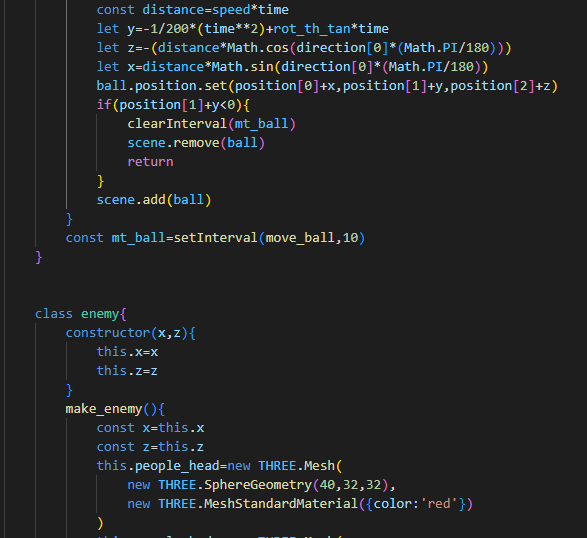 const distance=speed*time
let y=-1/200*(time**2)+rot_th_tan*time
let z=-(distance*Math.cos(direction[0]*(Math.PI/180)))
let x=distance*Math.sin(direction[0]*(Math.PI/180))
ball.position.set(position[0]+x,position[1]+y,position[2]+z)
if(position[1]+y<0){
clearInterval(mt_ball)
scene.remove(ball)
return
}
scene.add(ball)
}
const mt_ball=setInterval(move_ball,10)
}
class enemy{
constructor(x,z){
this.x=x
this.z=z
}
make_enemy(){
const x=this.x
const z=this.z
this.people_head=new THREE.Mesh(
new THREE.SphereGeometry(40,32,32),
new THREE.MeshStandardMaterial({color:'red'})
)